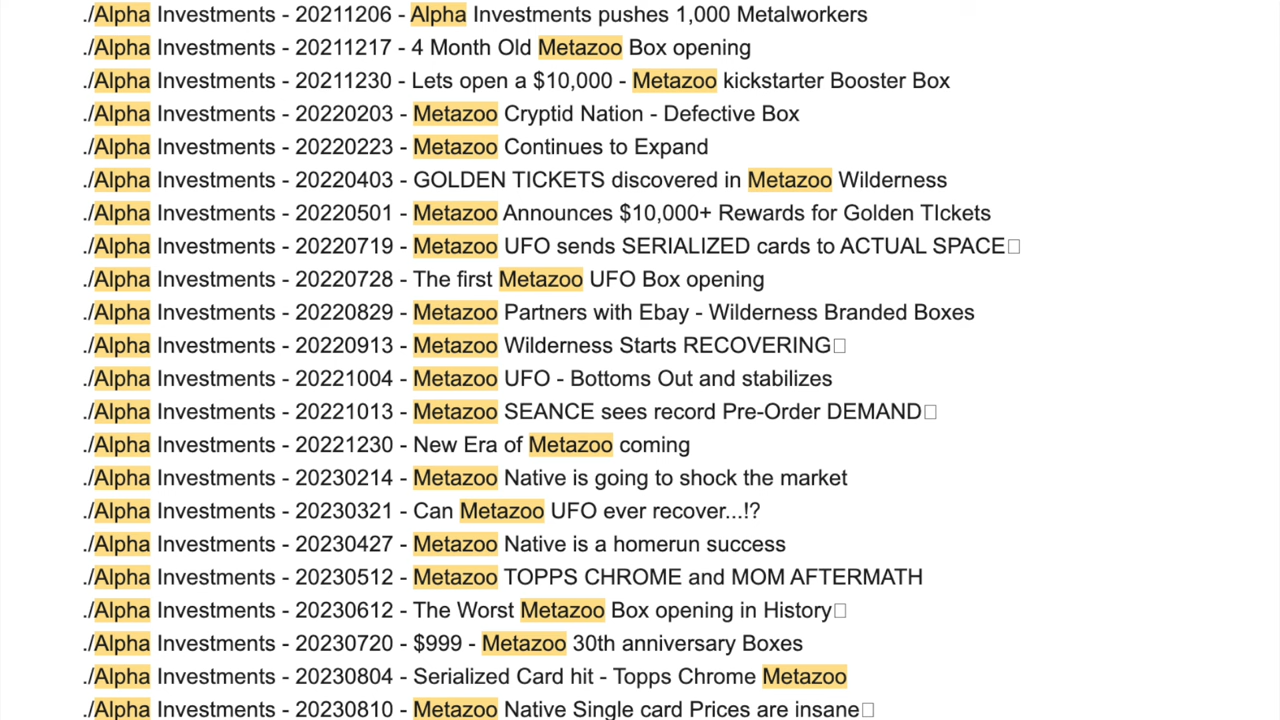 ./Alpha Investments - 20211206 - Alpha Investments pushes 1,000 Metalworkers
./Alpha Investments - 20211217 - 4 Month Old Metazoo Box opening
./Alpha Investments - 20211230 - Lets open a $10,000 - Metazoo kickstarter Booster Box
./Alpha Investments - 20220203 - Metazoo Cryptid Nation - Defective Box
./Alpha Investments - 20220223 - Metazoo Continues to Expand
./Alpha Investments - 20220403 - GOLDEN TICKETS discovered in Metazoo Wilderness
./Alpha Investments - 20220501 - Metazoo Announces $10,000+ Rewards for Golden TIckets
./Alpha Investments - 20220719 - Metazoo UFO sends SERIALIZED cards to ACTUAL SPACE
./Alpha Investments - 20220728 - The first Metazoo UFO Box opening
./Alpha Investments - 20220829 - Metazoo Partners with Ebay - Wilderness Branded Boxes
./Alpha Investments - 20220913 - Metazoo Wilderness Starts RECOVERING
./Alpha Investments - 20221004 - Metazoo UFO - Bottoms Out and stabilizes
./Alpha Investments - 20221013 - Metazoo SEANCE sees record Pre-Order DEMAND
./Alpha Investments - 20221230 - New Era of Metazoo coming
./Alpha Investments - 20230214 - Metazoo Native is going to shock the market
./Alpha Investments - 20230321 - Can Metazoo UFO ever recover...!?
./Alpha Investments - 20230427 - Metazoo Native is a homerun success
./Alpha Investments - 20230512 - Metazoo TOPPS CHROME and MOM AFTERMATH
./Alpha Investments - 20230612 - The Worst Metazoo Box opening in History
./Alpha Investments - 20230720 - $999 - Metazoo 30th anniversary Boxes
./Alpha Investments - 20230804 - Serialized Card hit - Topps Chrome Metazoo
./Alpha Investments - 20230810 - Metazoo Native Single card Prices are insane